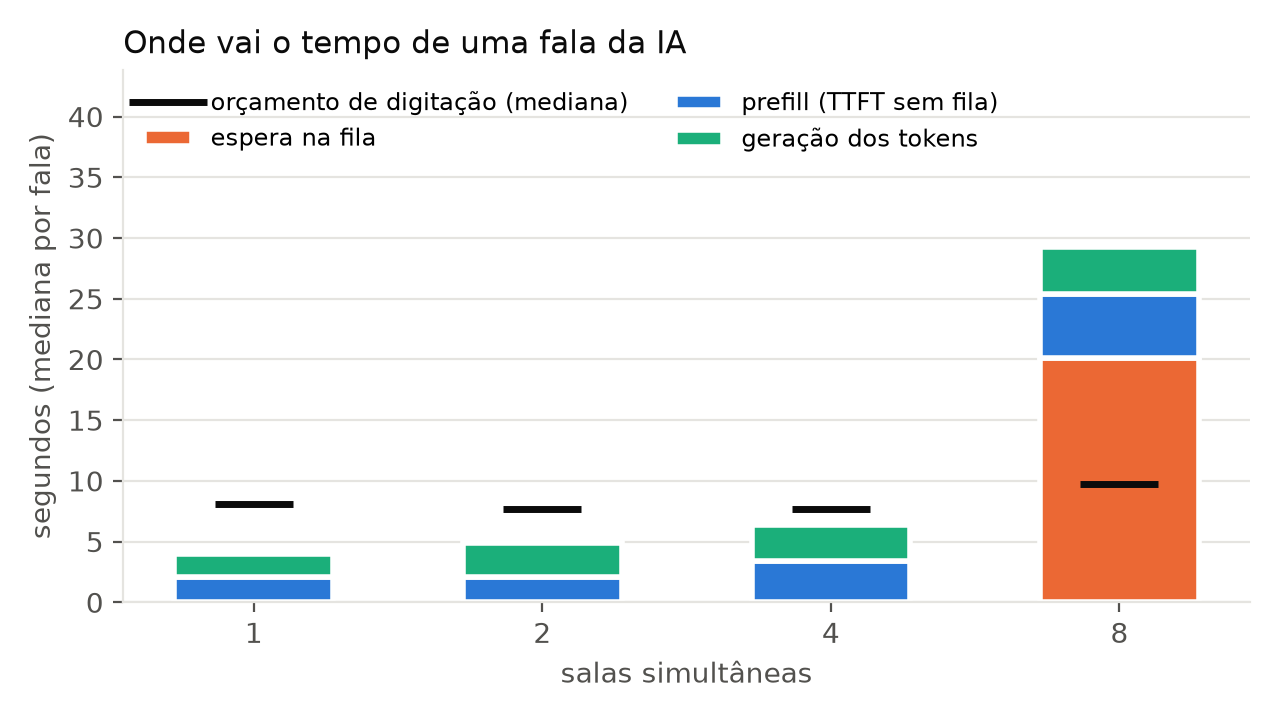 Onde vai o tempo de uma fala da IA
orçamento de digitação (mediana)
espera na fila
prefill (TTFT sem fila)
geração dos tokens
segundos (mediana por fala)
40
35
30
25
20
15
10
5
0
1 2 4 8
salas simultâneas